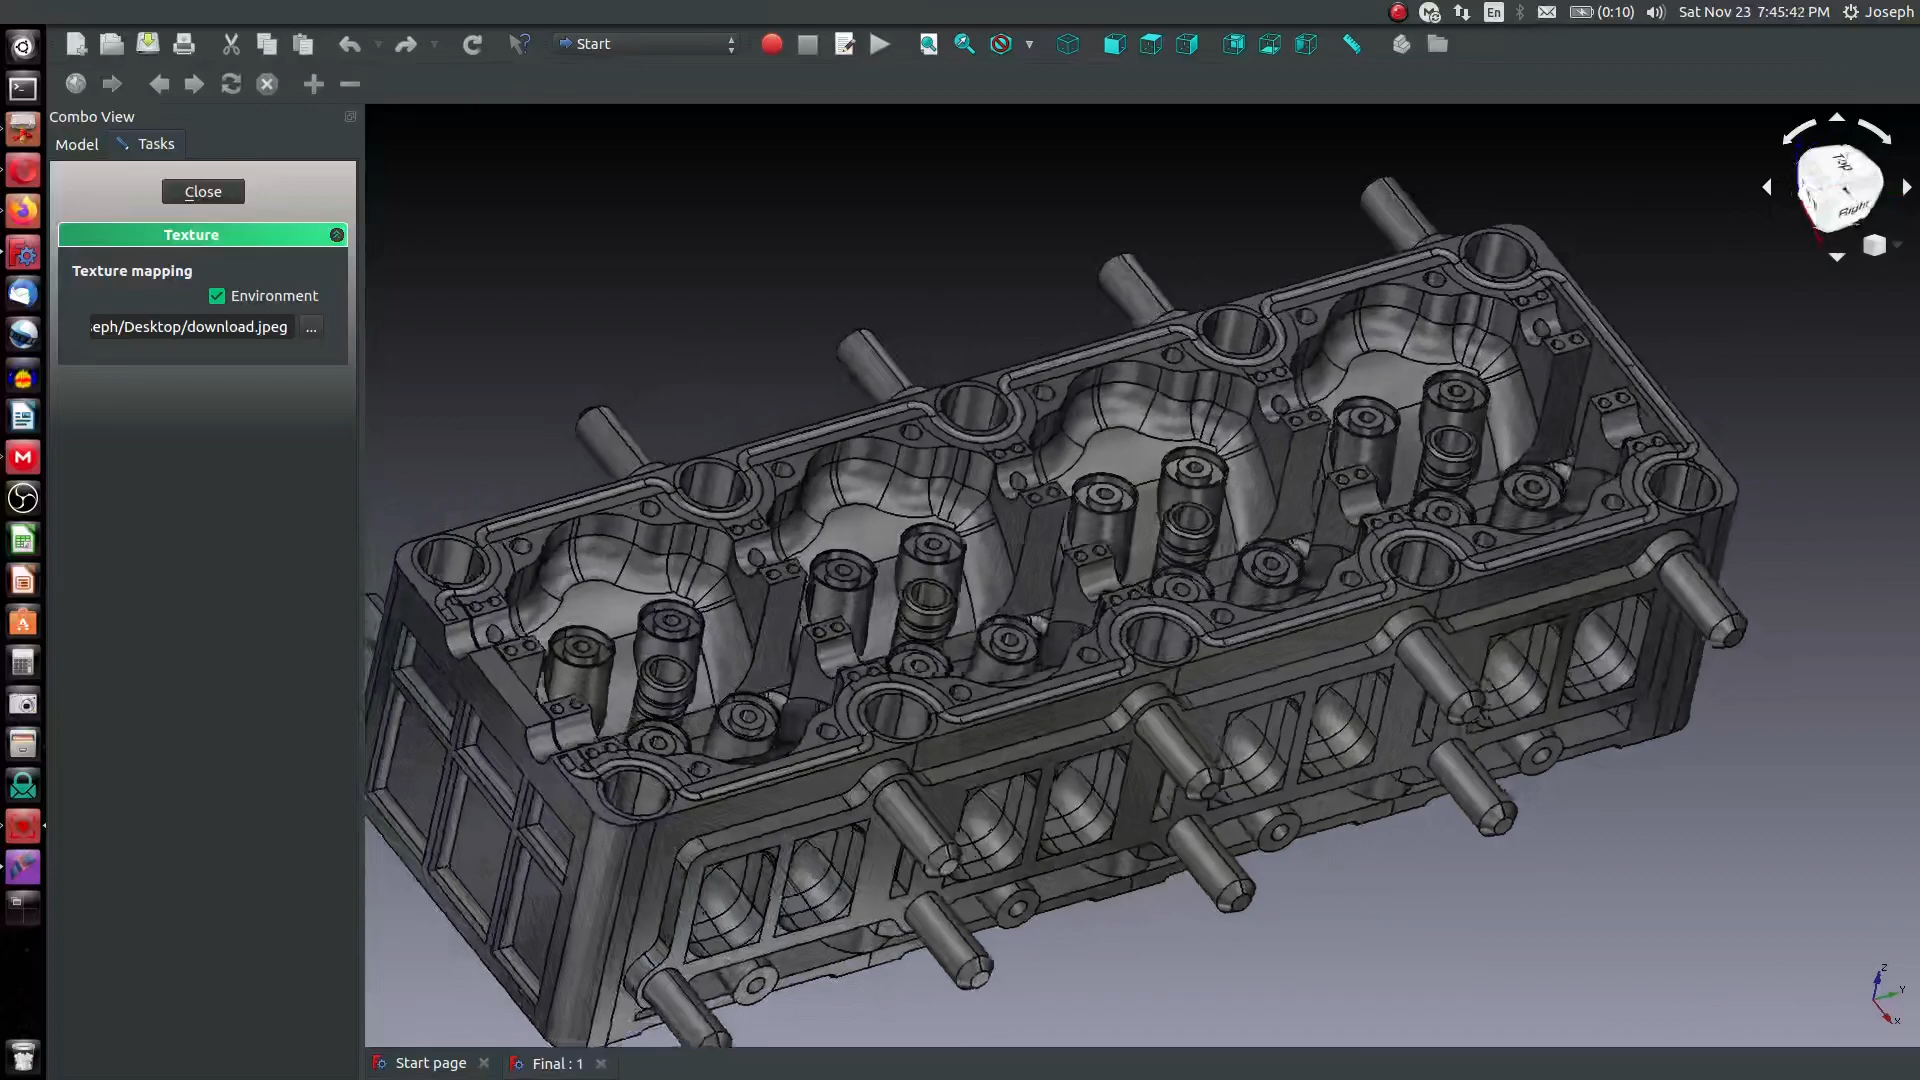 En
(0:10)
Sat Nov 23 7:45:42 PM
Joseph
Start
Combo View
Model
Tasks
Close
Texture
Texture mapping
Environment
eph/Desktop/download.jpeg
...
Top
Right
Z
Y
X
Start page
Final : 1